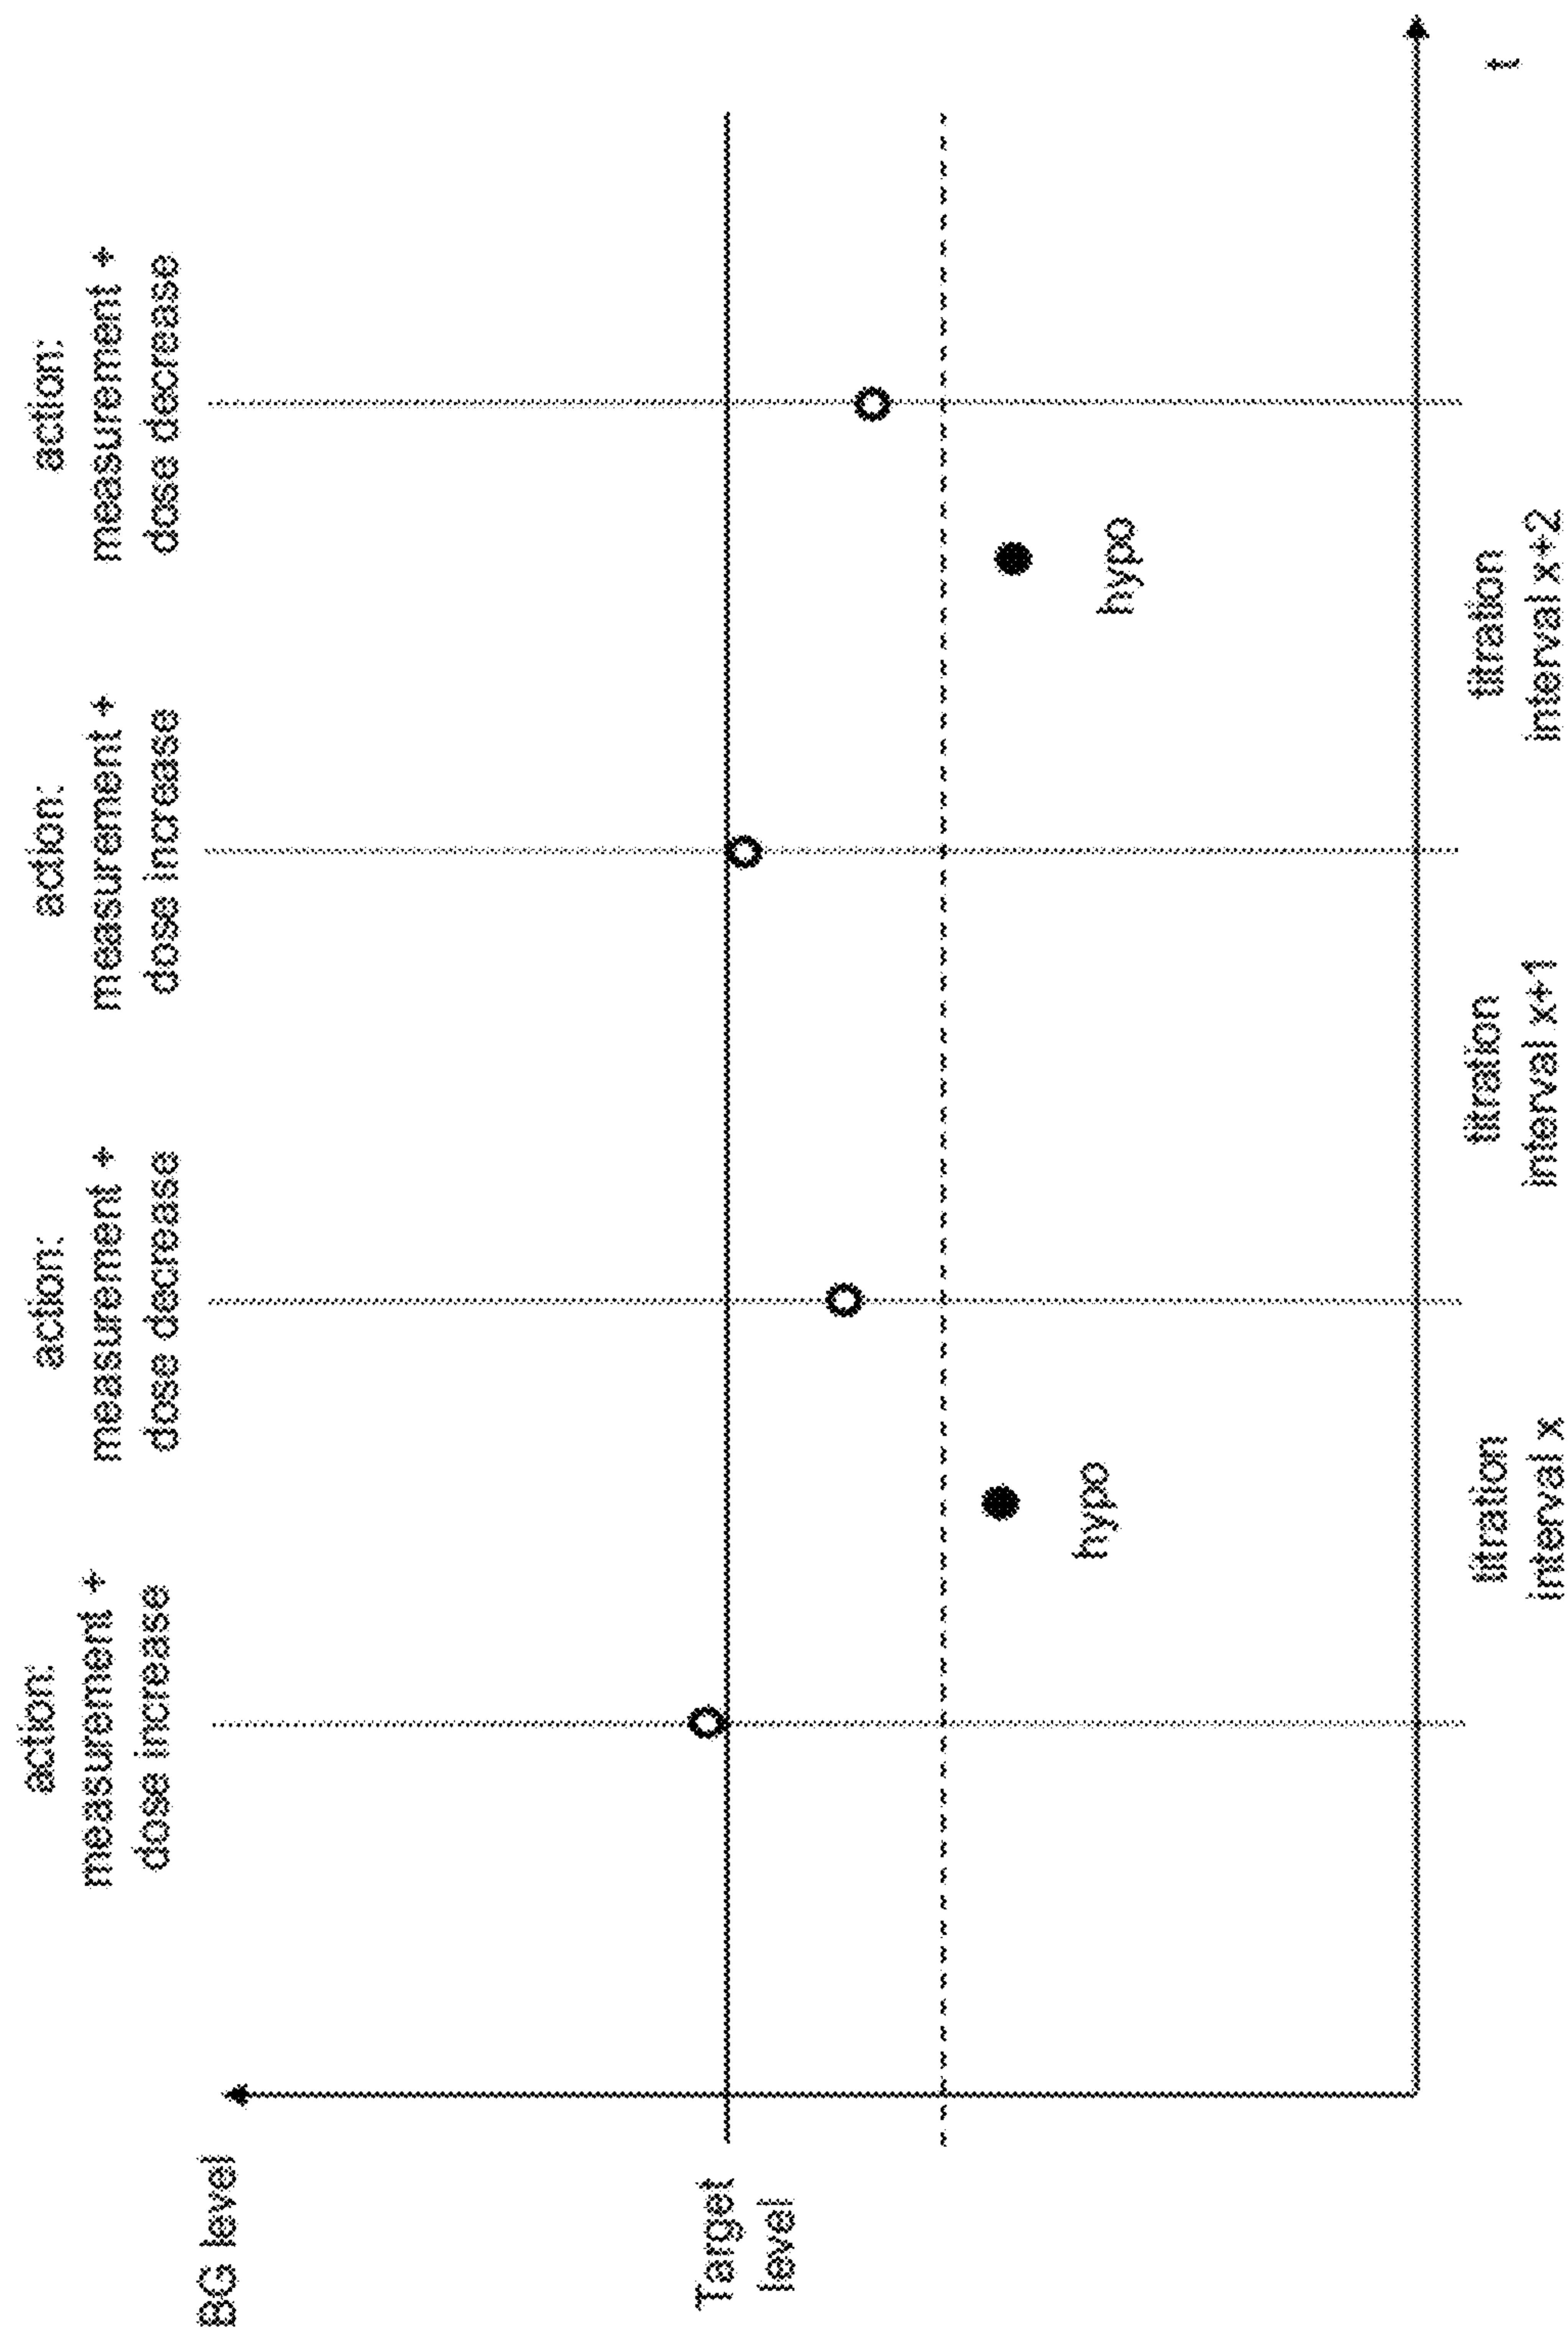 action:
measurement +
dose increase
action:
measurement +
dose decrease
action:
measurement +
dose increase
action:
measurement +
dose decrease
BG level
Target
level
hypo
hypo
titration
interval x
titration
interval x+1
titration
interval x+2
t